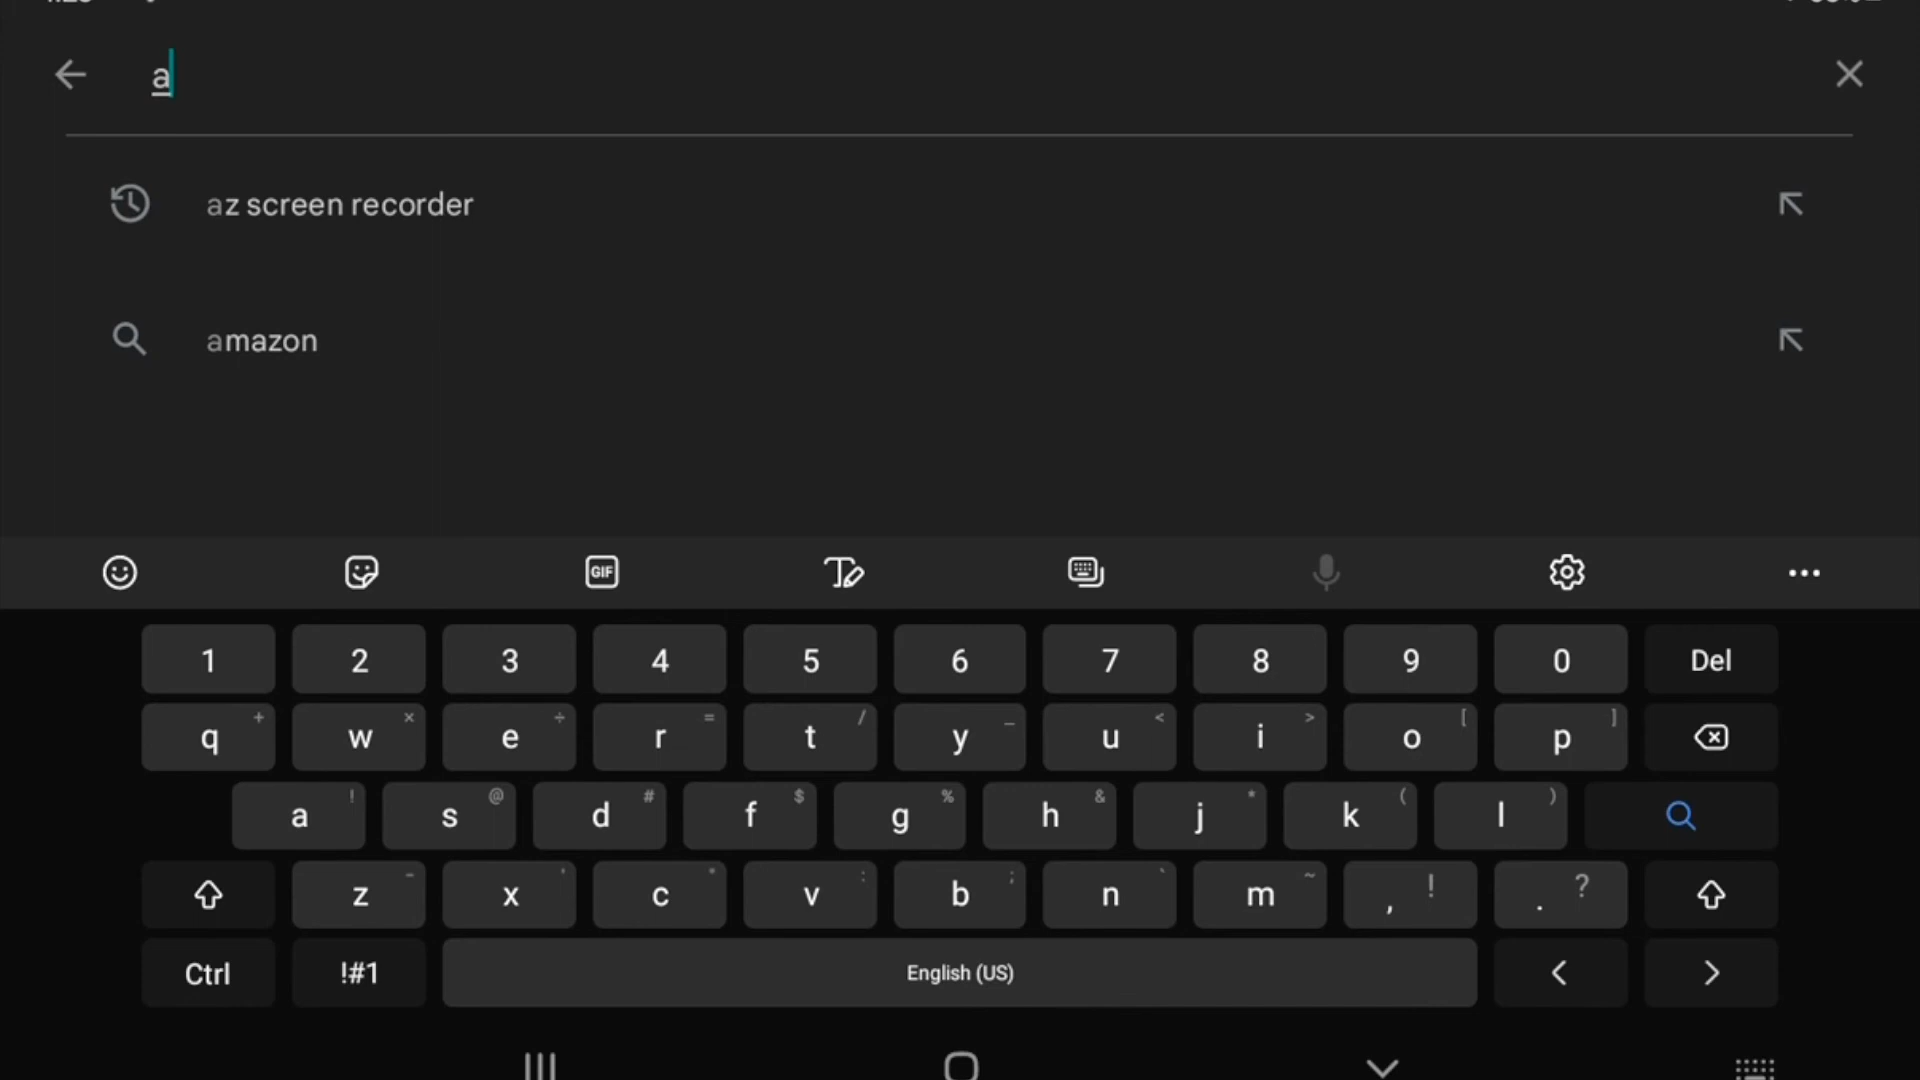 a
az screen recorder
amazon
GIF
1 2 3 4 5 6 7 8 9 0 Del
q + w × e ÷ r = t / y _ u < i > o [ p ]
a ! s @ d # f $ g % h & j * k ( l )
z - x ' c " v : b ; n ` m ~ , ! . ?
Ctrl !#1 English (US) < >